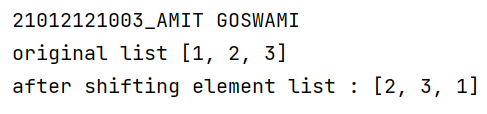 21012121003_AMIT GOSWAMI
original list [1, 2, 3]
after shifting element list : [2, 3, 1]